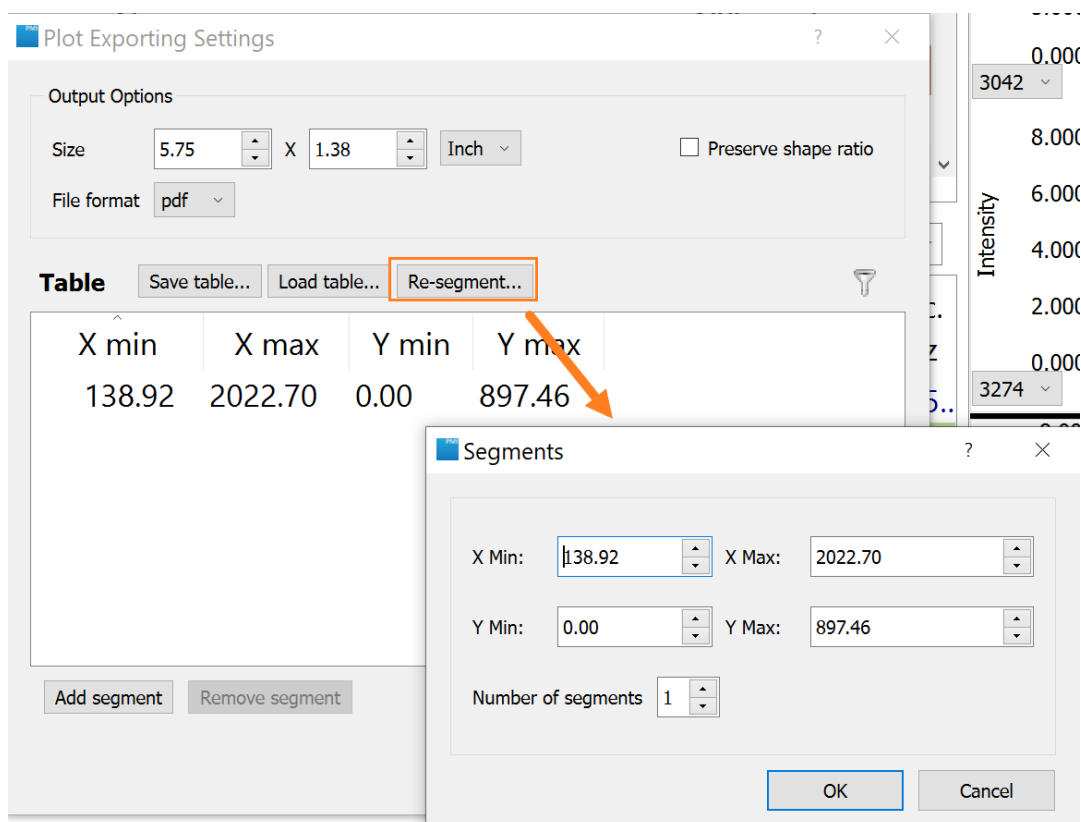 Plot Exporting Settings
?
Output Options
Size 5.75 X 1.38 Inch Preserve shape ratio
File format pdf
Table Save table... Load table... Re-segment...
X min X max Y min Y max
138.92 2022.70 0.00 897.46
Add segment Remove segment
Segments
?
X Min: 138.92 X Max: 2022.70
Y Min: 0.00 Y Max: 897.46
Number of segments 1
OK Cancel
0.000
3042
8.000
6.000
Intensity
4.000
2.000
0.000
3274